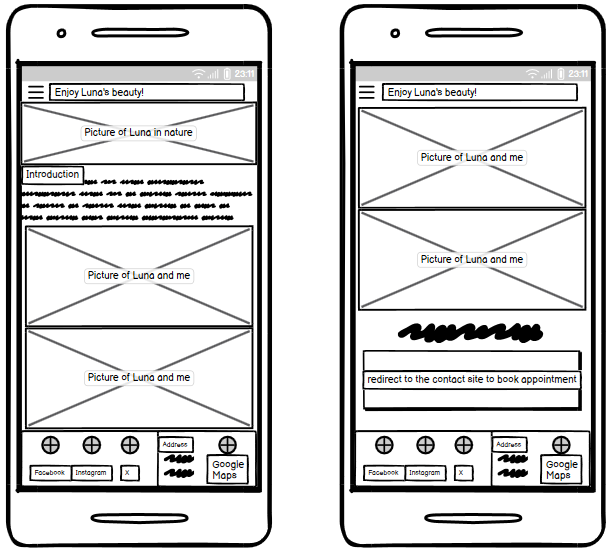 23:11
Enjoy Luna's beauty!
Picture of Luna in nature
Introduction
Picture of Luna and me
Picture of Luna and me
Address
Facebook
Instagram
X
Google
Maps
23:11
Enjoy Luna's beauty!
Picture of Luna and me
Picture of Luna and me
redirect to the contact site to book appointment
Address
Facebook
Instagram
X
Google
Maps